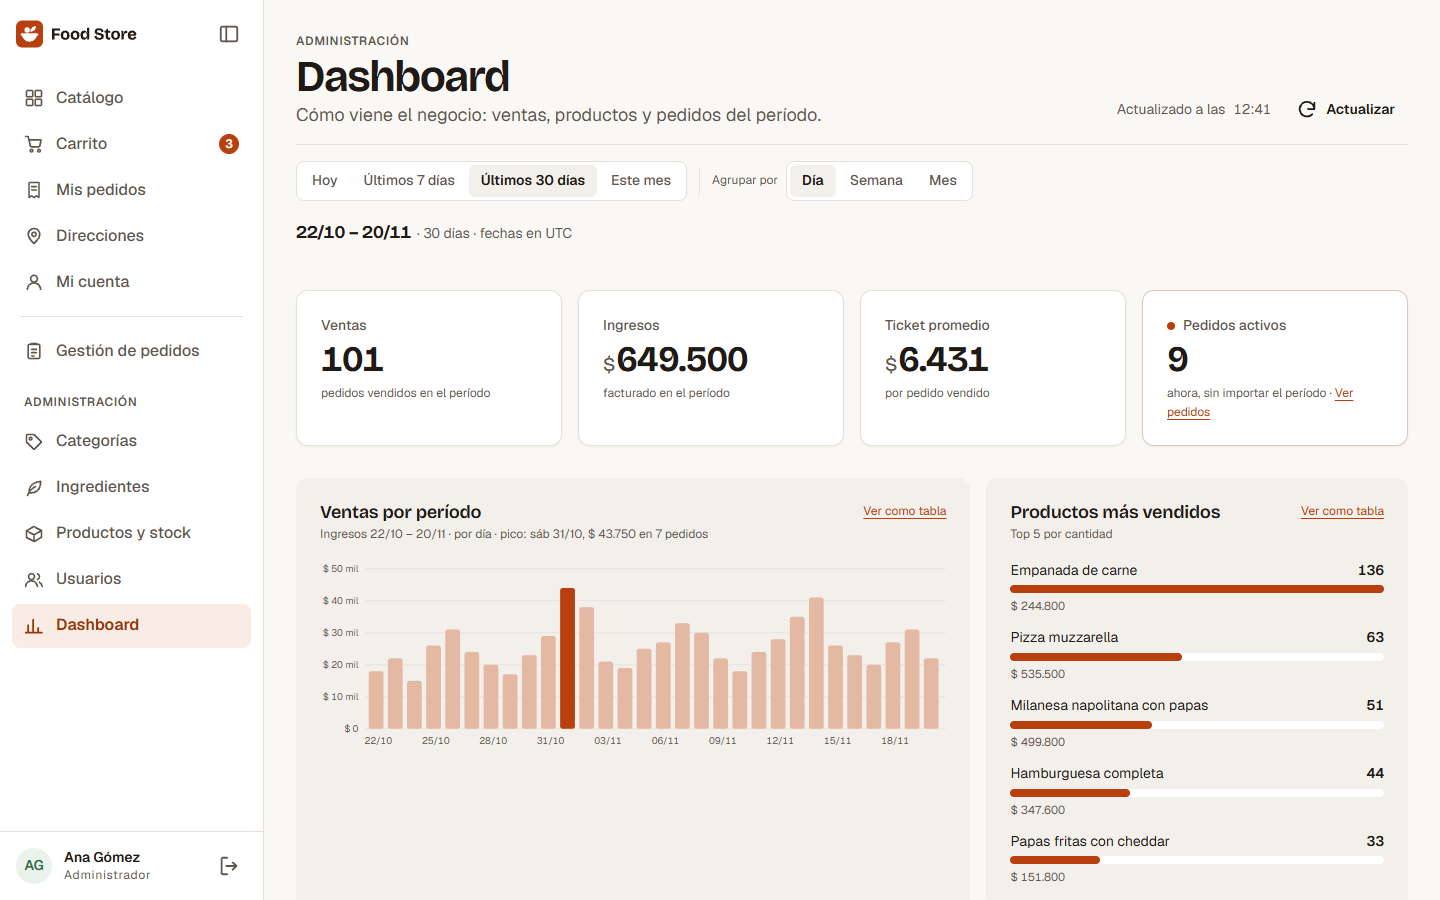 Food Store
Catálogo
Carrito 3
Mis pedidos
Direcciones
Mi cuenta
Gestión de pedidos
ADMINISTRACIÓN
Categorías
Ingredientes
Productos y stock
Usuarios
Dashboard
AG
Ana Gómez
Administrador
ADMINISTRACIÓN
Dashboard
Cómo viene el negocio: ventas, productos y pedidos del período.
Actualizado a las 12:41 Actualizar
Hoy Últimos 7 días Últimos 30 días Este mes Agrupar por Día Semana Mes
22/10 – 20/11 · 30 días · fechas en UTC
Ventas
101
pedidos vendidos en el período
Ingresos
$649.500
facturado en el período
Ticket promedio
$6.431
por pedido vendido
Pedidos activos
9
ahora, sin importar el período · Ver
pedidos
Ventas por período Ver como tabla
Ingresos 22/10 – 20/11 · por día · pico: sáb 31/10, $ 43.750 en 7 pedidos
$ 50 mil
$ 40 mil
$ 30 mil
$ 20 mil
$ 10 mil
$ 0
22/10 25/10 28/10 31/10 03/11 06/11 09/11 12/11 15/11 18/11
Productos más vendidos Ver como tabla
Top 5 por cantidad
Empanada de carne 136
$ 244.800
Pizza muzzarella 63
$ 535.500
Milanesa napolitana con papas 51
$ 499.800
Hamburguesa completa 44
$ 347.600
Papas fritas con cheddar 33
$ 151.800